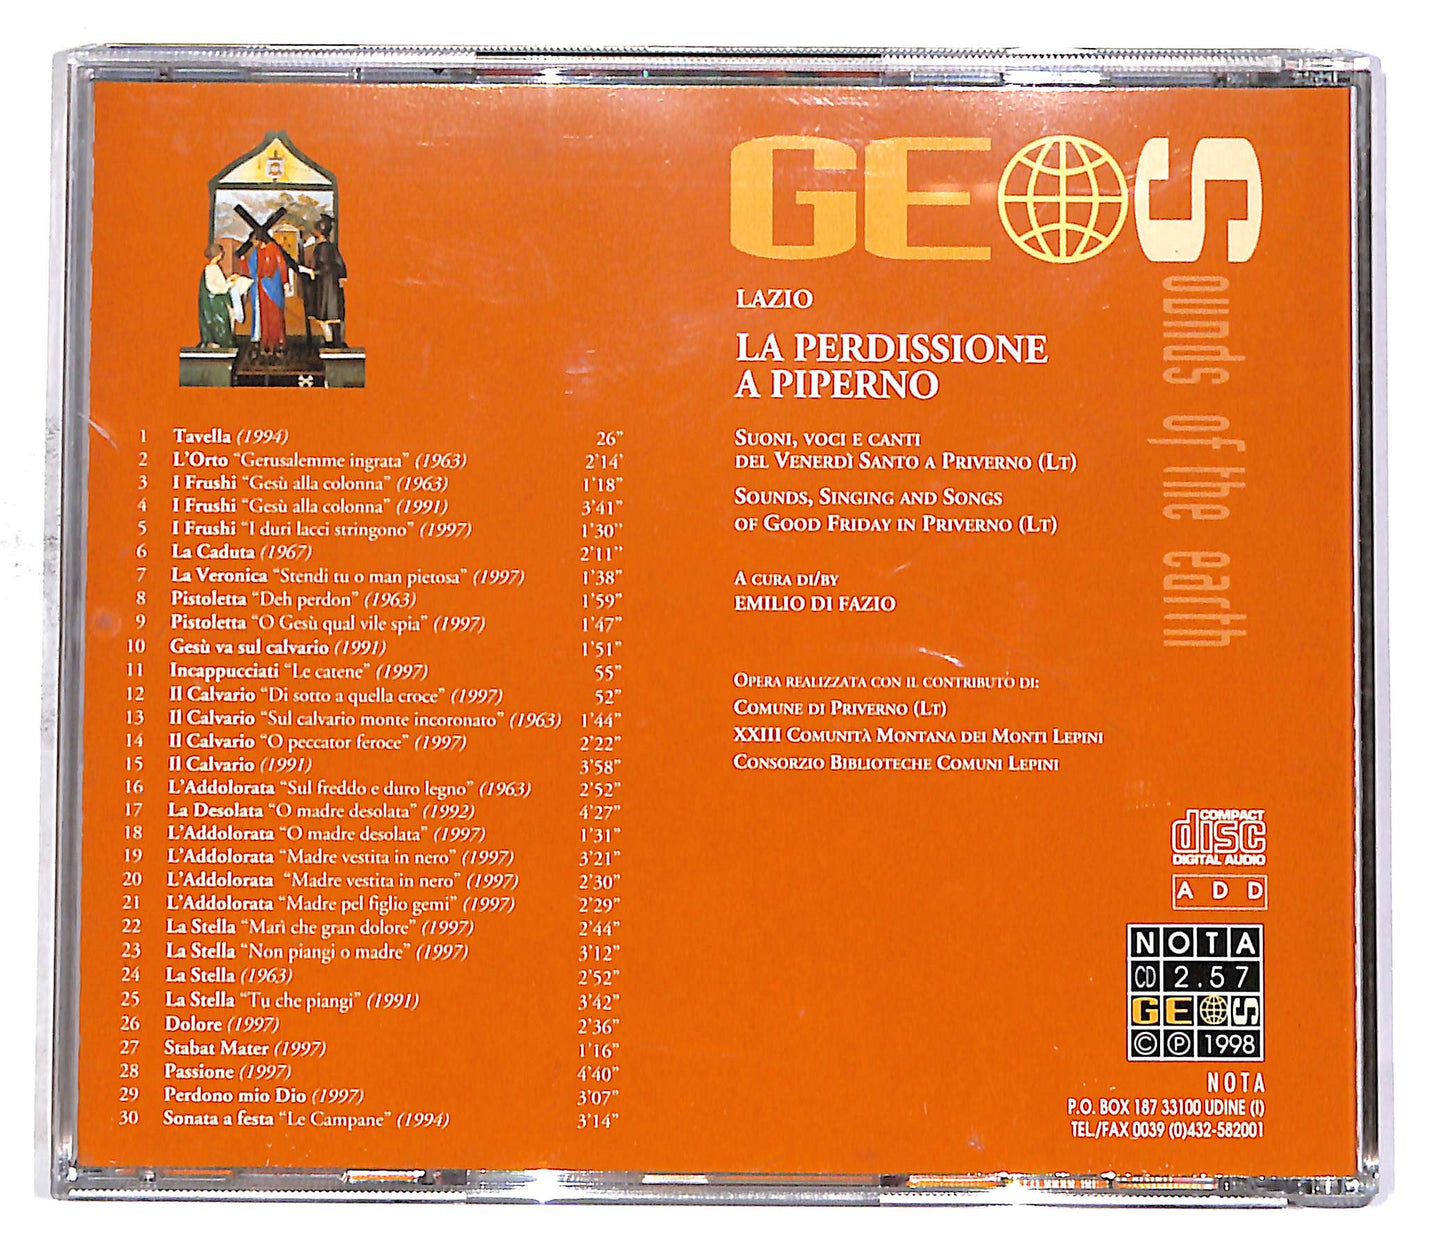 GEOS
ounds of the earth
LAZIO
LA PERDISSIONE
A PIPERNO
SUONI, VOCI E CANTI
DEL VENERDÌ SANTO A PRIVERNO (LT)
SOUNDS, SINGING AND SONGS
OF GOOD FRIDAY IN PRIVERNO (LT)
A CURA DI/BY
EMILIO DI FAZIO
OPERA REALIZZATA CON IL CONTRIBUTO DI:
COMUNE DI PRIVERNO (LT)
XXIII COMUNITÀ MONTANA DEI MONTI LEPINI
CONSORZIO BIBLIOTECHE COMUNI LEPINI
1 Tavella (1994) 26”
2 L’Orto “Gerusalemme ingrata” (1963) 2’14’
3 I Frushi “Gesù alla colonna” (1963) 1’18”
4 I Frushi “Gesù alla colonna” (1991) 3’41”
5 I Frushi “I duri lacci stringono” (1997) 1’30’’
6 La Caduta (1967) 2’11’’
7 La Veronica “Stendi tu o man pietosa” (1997) 1’38”
8 Pistoletta “Deh perdon” (1963) 1’59”
9 Pistoletta “O Gesù qual vile spia” (1997) 1’47”
10 Gesù va sul calvario (1991) 1’51”
11 Incappucciati “Le catene” (1997) 55”
12 Il Calvario “Di sotto a quella croce” (1997) 52”
13 Il Calvario “Sul calvario monte incoronato” (1963) 1’44”
14 Il Calvario “O peccator feroce” (1997) 2’22”
15 Il Calvario (1991) 3’58”
16 L’Addolorata “Sul freddo e duro legno” (1963) 2’52”
17 La Desolata “O madre desolata” (1992) 4’27”
18 L’Addolorata “O madre desolata” (1997) 1’31”
19 L’Addolorata “Madre vestita in nero” (1997) 3’21”
20 L’Addolorata “Madre vestita in nero” (1997) 2’30”
21 L’Addolorata “Madre pel figlio gemi” (1997) 2’29”
22 La Stella “Marì che gran dolore” (1997) 2’44”
23 La Stella “Non piangi o madre” (1997) 3’12”
24 La Stella (1963) 2’52”
25 La Stella “Tu che piangi” (1991) 3’42”
26 Dolore (1997) 2’36”
27 Stabat Mater (1997) 1’16”
28 Passione (1997) 4’40”
29 Perdono mio Dio (1997) 3’07”
30 Sonata a festa “Le Campane” (1994) 3’14”
COMPACT
disc
DIGITAL AUDIO
A D D
NOTA
CD 2.57
GEOS
© ℗ 1998
NOTA
P.O. BOX 187 33100 UDINE (I)
TEL./FAX 0039 (0)432-582001